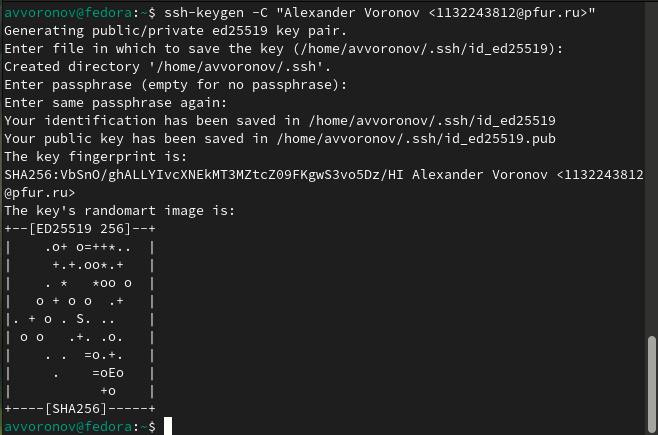 avvoronov@fedora:~$ ssh-keygen -C "Alexander Voronov <1132243812@pfur.ru>"
Generating public/private ed25519 key pair.
Enter file in which to save the key (/home/avvoronov/.ssh/id_ed25519):
Created directory '/home/avvoronov/.ssh'.
Enter passphrase (empty for no passphrase):
Enter same passphrase again:
Your identification has been saved in /home/avvoronov/.ssh/id_ed25519
Your public key has been saved in /home/avvoronov/.ssh/id_ed25519.pub
The key fingerprint is:
SHA256:VbSnO/ghALLYIvcXNEkMT3MZtcZ09FKgwS3vo5Dz/HI Alexander Voronov <1132243812
@pfur.ru>
The key's randomart image is:
+--[ED25519 256]--+
|    .o+ o=++*..  |
|     +.+.oo*.+   |
|    . *   *oo o  |
|   o + o o  .+   |
|. + o . S. ..    |
| o o   .+. .o.   |
|    . .  =o.+.   |
|     .    =oEo   |
|           +o    |
+----[SHA256]-----+
avvoronov@fedora:~$